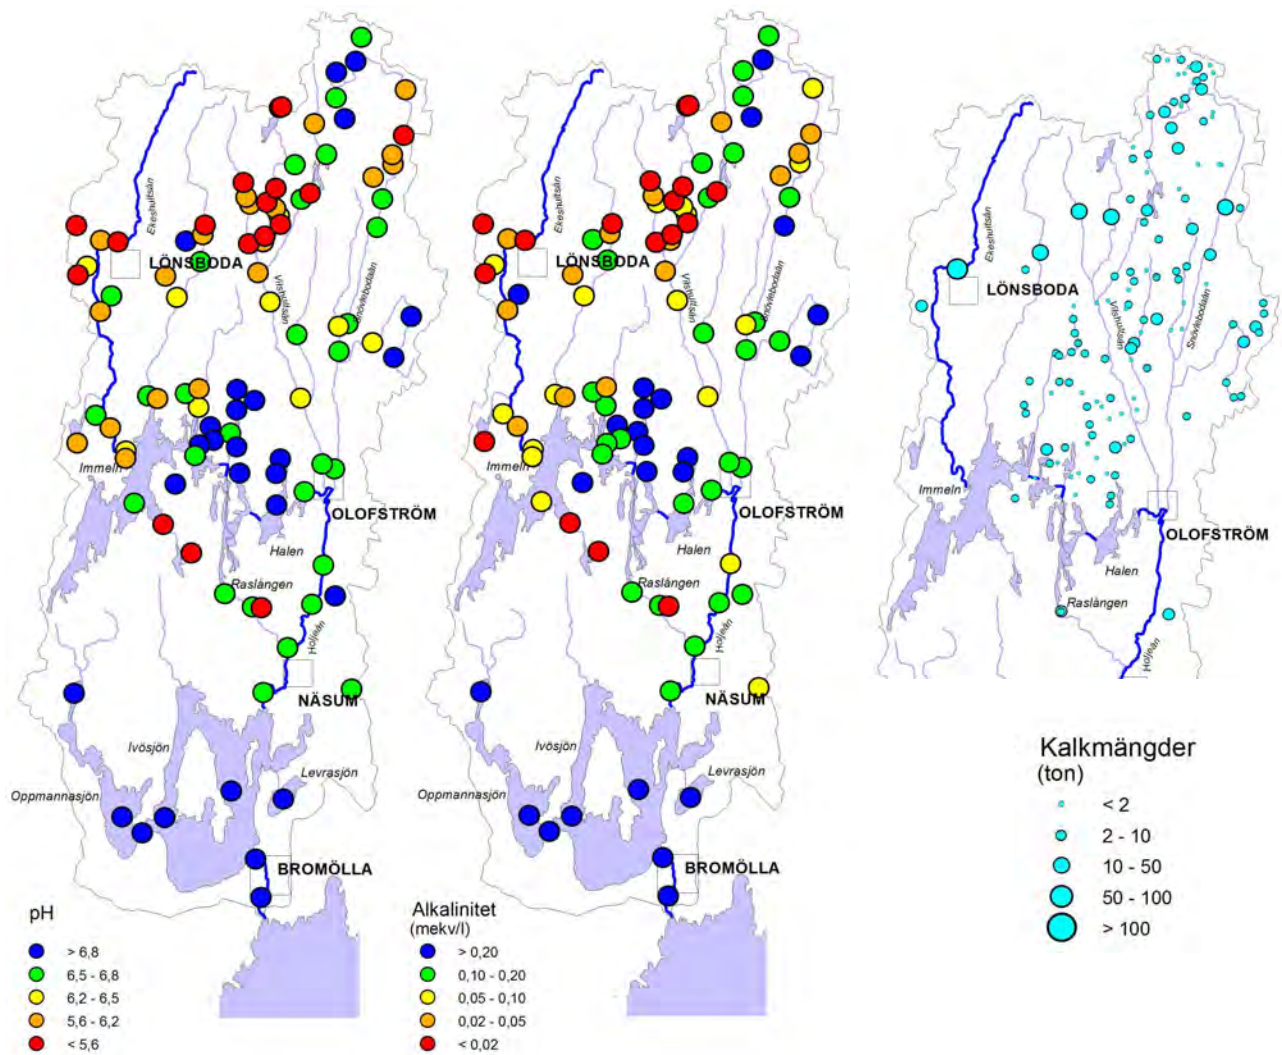 Ekeshultsån
LÖNSBODA
Vilshultsån
Snövlebodaån
Immeln
OLOFSTRÖM
Halen
Raslången
Holjeån
NÄSUM
Ivösjön
Levrasjön
Oppmannasjön
BROMÖLLA
pH
> 6,8
6,5 - 6,8
6,2 - 6,5
5,6 - 6,2
< 5,6
Ekeshultsån
LÖNSBODA
Vilshultsån
Snövlebodaån
Immeln
OLOFSTRÖM
Halen
Raslången
Holjeån
NÄSUM
Ivösjön
Levrasjön
Oppmannasjön
BROMÖLLA
Alkalinitet
(mekv/l)
> 0,20
0,10 - 0,20
0,05 - 0,10
0,02 - 0,05
< 0,02
Ekeshultsån
LÖNSBODA
Vilshultsån
Snövlebodaån
Immeln
OLOFSTRÖM
Halen
Raslången
Holjeån
Kalkmängder
(ton)
< 2
2 - 10
10 - 50
50 - 100
> 100